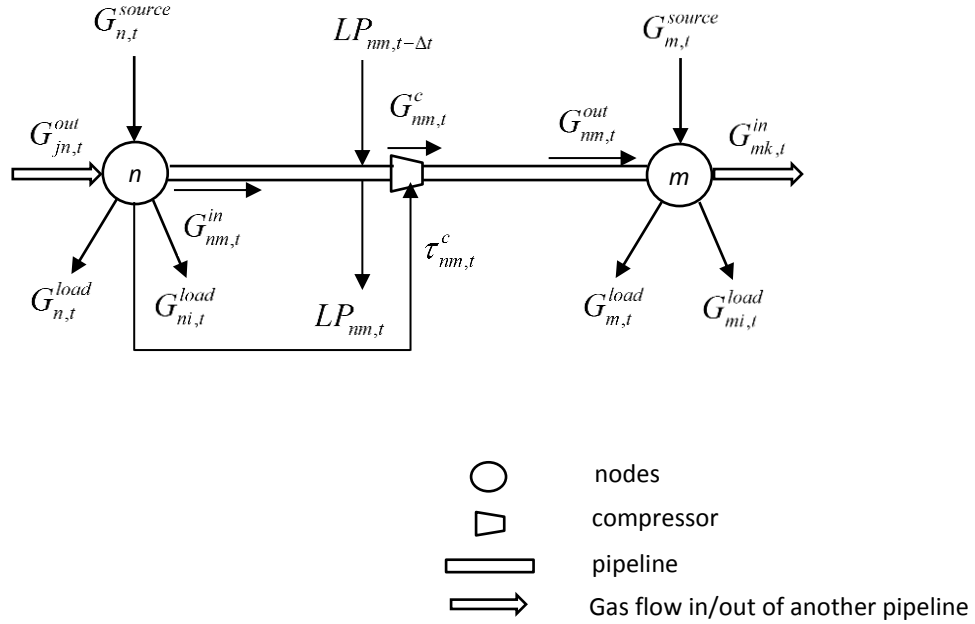 G_{n,t}^{source}
LP_{nm,t-Δt}
G_{m,t}^{source}
G_{jn,t}^{out}
G_{nm,t}^{c}
G_{nm,t}^{out}
G_{mk,t}^{in}
n
m
G_{nm,t}^{in}
τ_{nm,t}^{c}
G_{n,t}^{load}
G_{ni,t}^{load}
LP_{nm,t}
G_{m,t}^{load}
G_{mi,t}^{load}
nodes
compressor
pipeline
Gas flow in/out of another pipeline